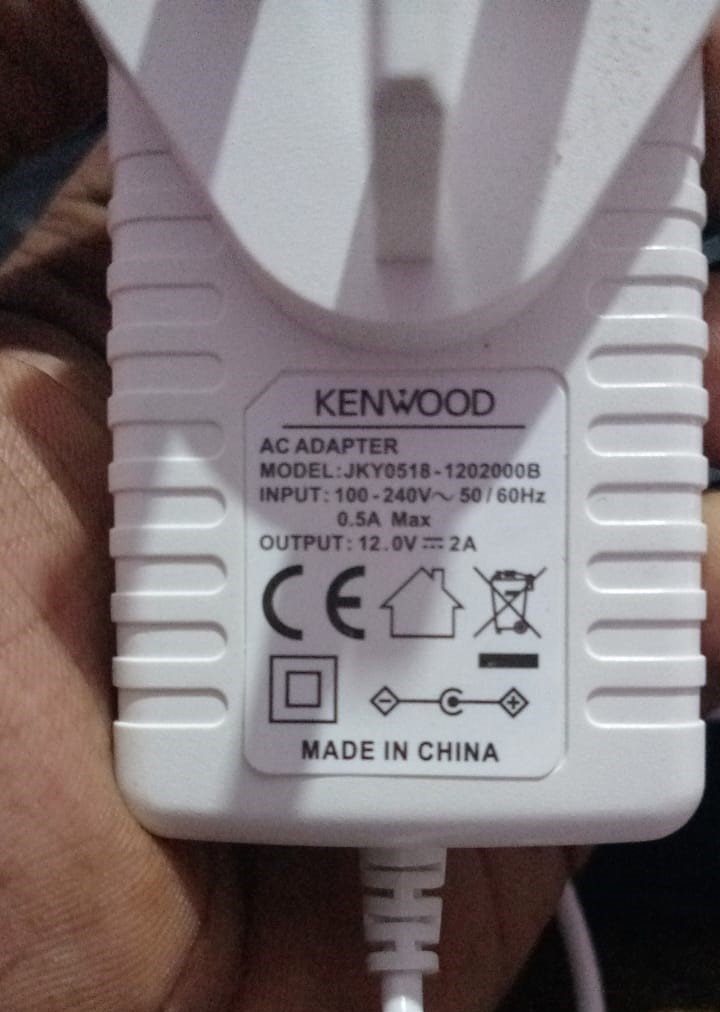 KENWOOD
AC ADAPTER
MODEL:JKY0518-1202000B
INPUT: 100-240V～ 50/60Hz
0.5A Max
OUTPUT: 12.0V⎓2A
CE
MADE IN CHINA